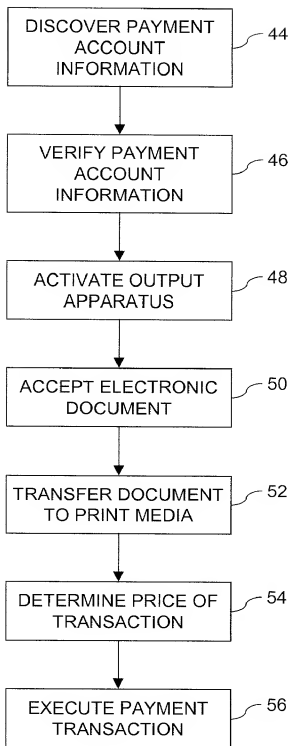 DISCOVER PAYMENT
ACCOUNT
INFORMATION
44
VERIFY PAYMENT
ACCOUNT
INFORMATION
46
ACTIVATE OUTPUT
APPARATUS
48
ACCEPT ELECTRONIC
DOCUMENT
50
TRANSFER DOCUMENT
TO PRINT MEDIA
52
DETERMINE PRICE OF
TRANSACTION
54
EXECUTE PAYMENT
TRANSACTION
56